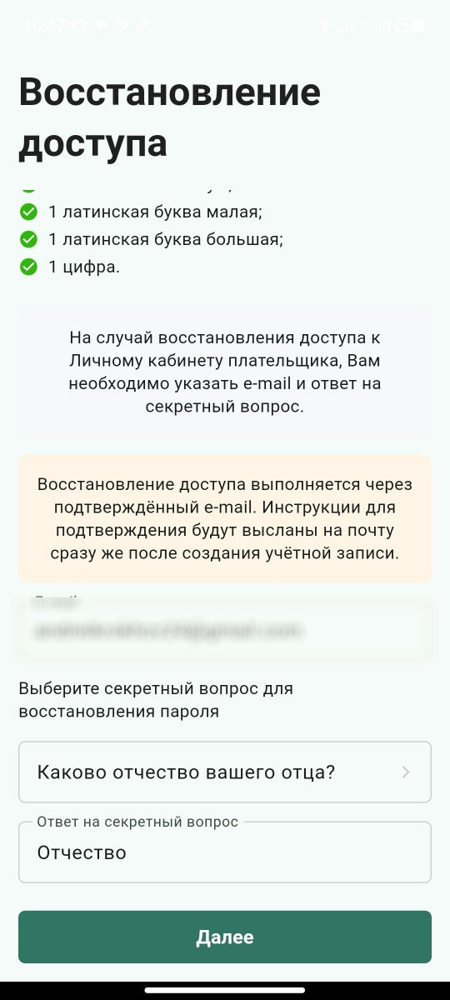 10:47
Восстановление
доступа
1 латинская буква малая;
1 латинская буква большая;
1 цифра.
На случай восстановления доступа к
Личному кабинету плательщика, Вам
необходимо указать e-mail и ответ на
секретный вопрос.
Восстановление доступа выполняется через
подтверждённый e-mail. Инструкции для
подтверждения будут высланы на почту
сразу же после создания учётной записи.
Выберите секретный вопрос для
восстановления пароля
Каково отчество вашего отца?
Ответ на секретный вопрос
Отчество
Далее